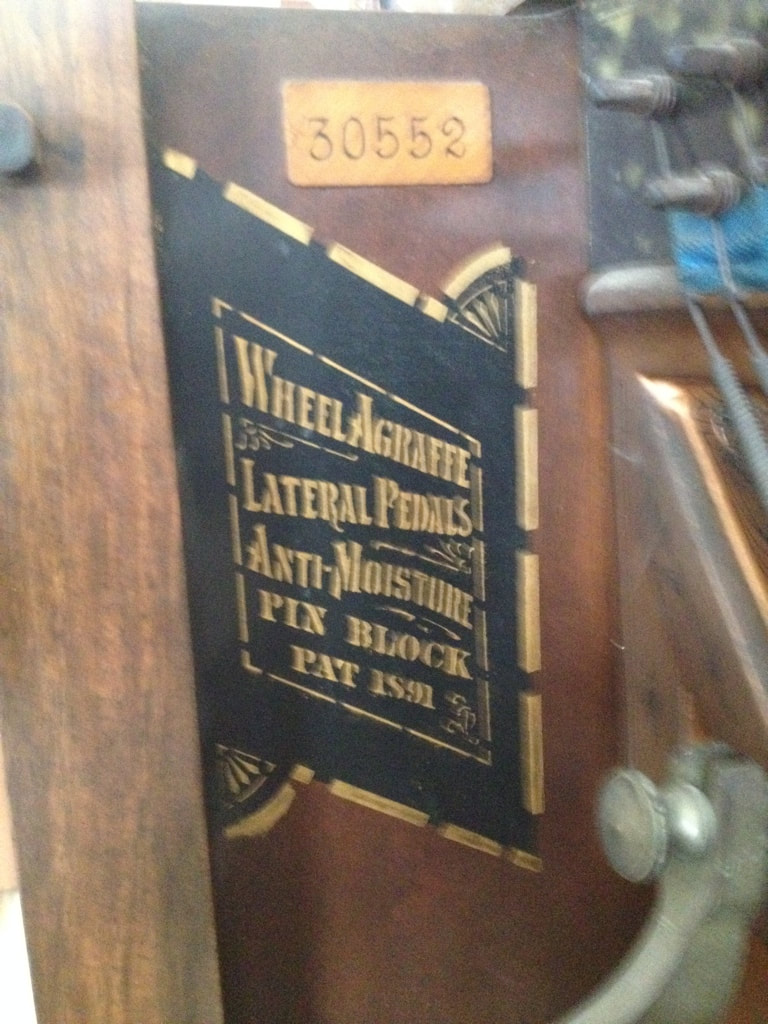 30552
WHEEL AGRAFFE
LATERAL PEDALS
ANTI-MOISTURE
PIN BLOCK
PAT 1891